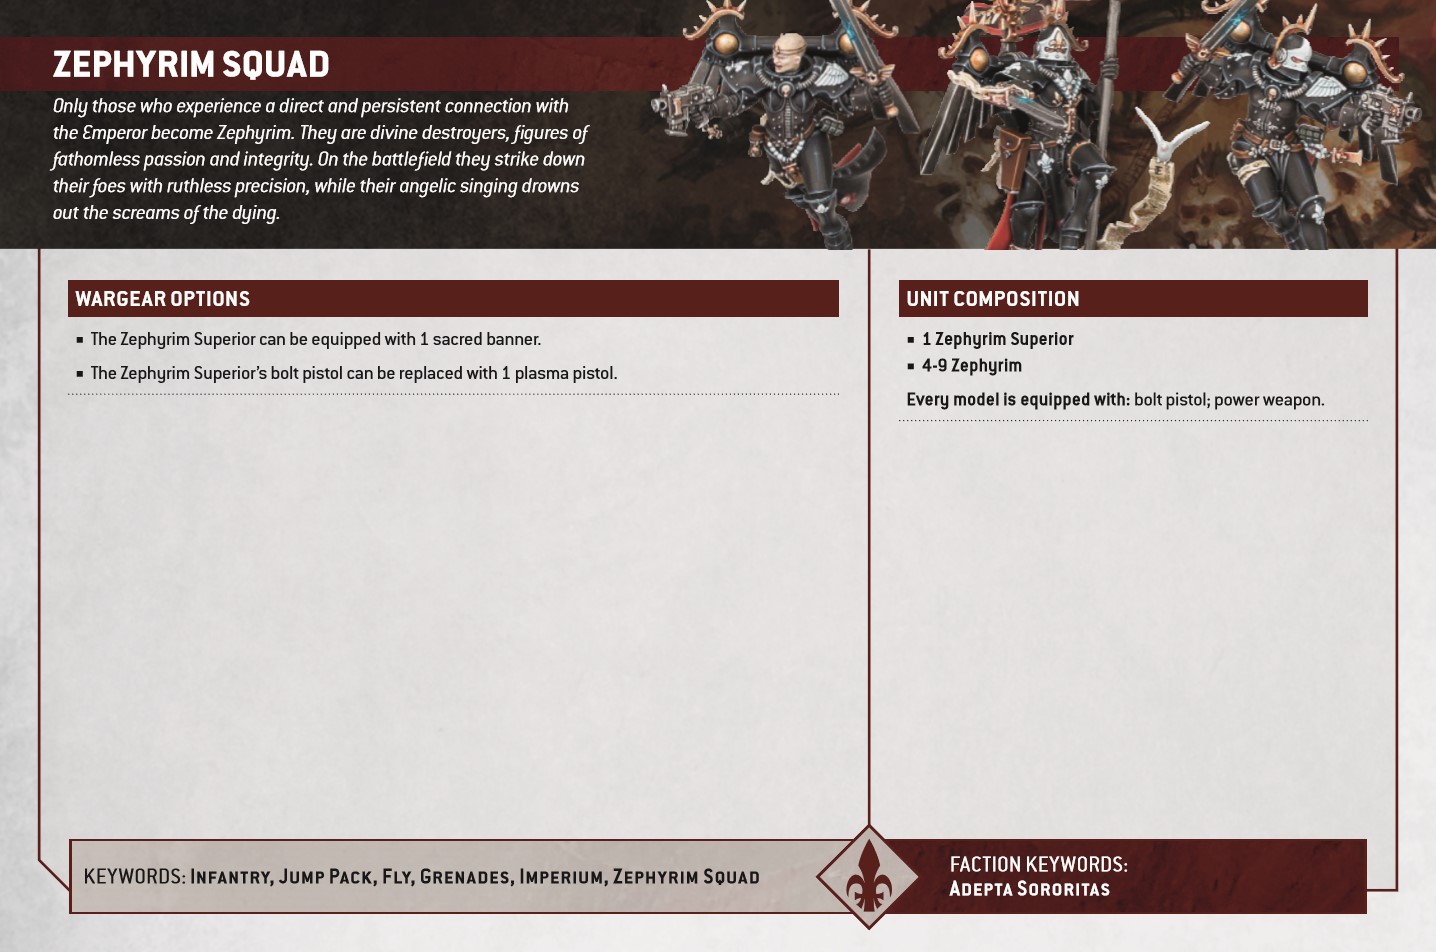 ZEPHYRIM SQUAD
Only those who experience a direct and persistent connection with
the Emperor become Zephyrim. They are divine destroyers, figures of
fathomless passion and integrity. On the battlefield they strike down
their foes with ruthless precision, while their angelic singing drowns
out the screams of the dying.
WARGEAR OPTIONS
■ The Zephyrim Superior can be equipped with 1 sacred banner.
■ The Zephyrim Superior's bolt pistol can be replaced with 1 plasma pistol.
UNIT COMPOSITION
■ 1 Zephyrim Superior
■ 4-9 Zephyrim
Every model is equipped with: bolt pistol; power weapon.
KEYWORDS: Infantry, Jump Pack, Fly, Grenades, Imperium, Zephyrim Squad
FACTION KEYWORDS:
Adepta Sororitas